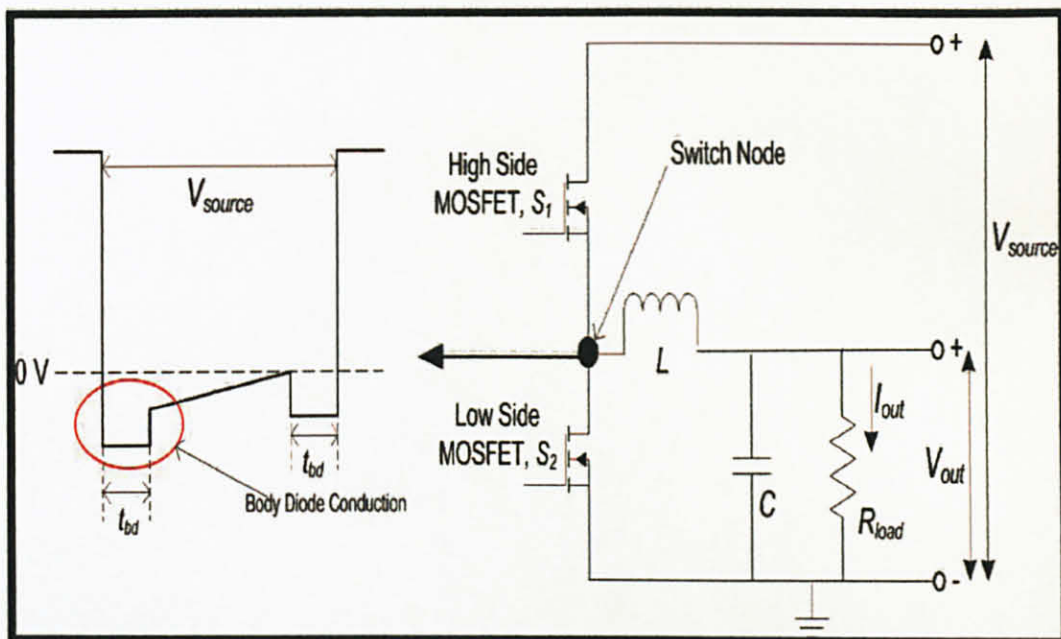 V_source
0 V
t_bd
t_bd
Body Diode Conduction
High Side
MOSFET, S_1
Switch Node
Low Side
MOSFET, S_2
L
C
I_out
R_load
V_out
V_source
+
+
-